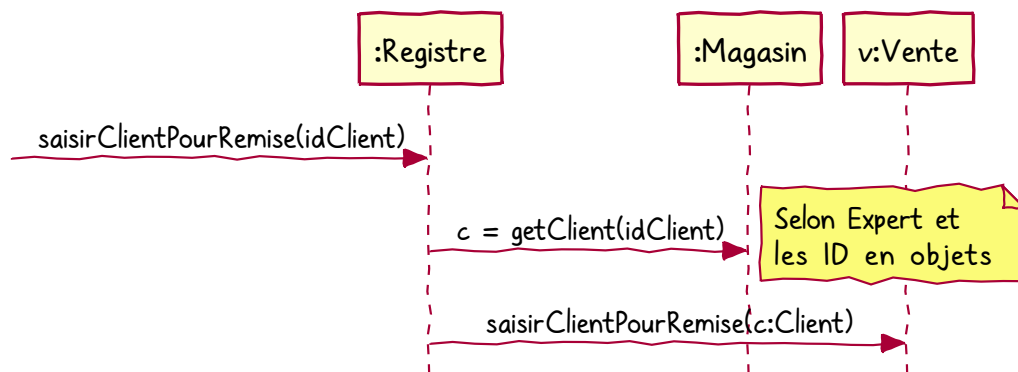 :Registre
:Magasin
v:Vente
saisirClientPourRemise(idClient)
c = getClient(idClient)
Selon Expert et
les ID en objets
saisirClientPourRemise(c:Client)